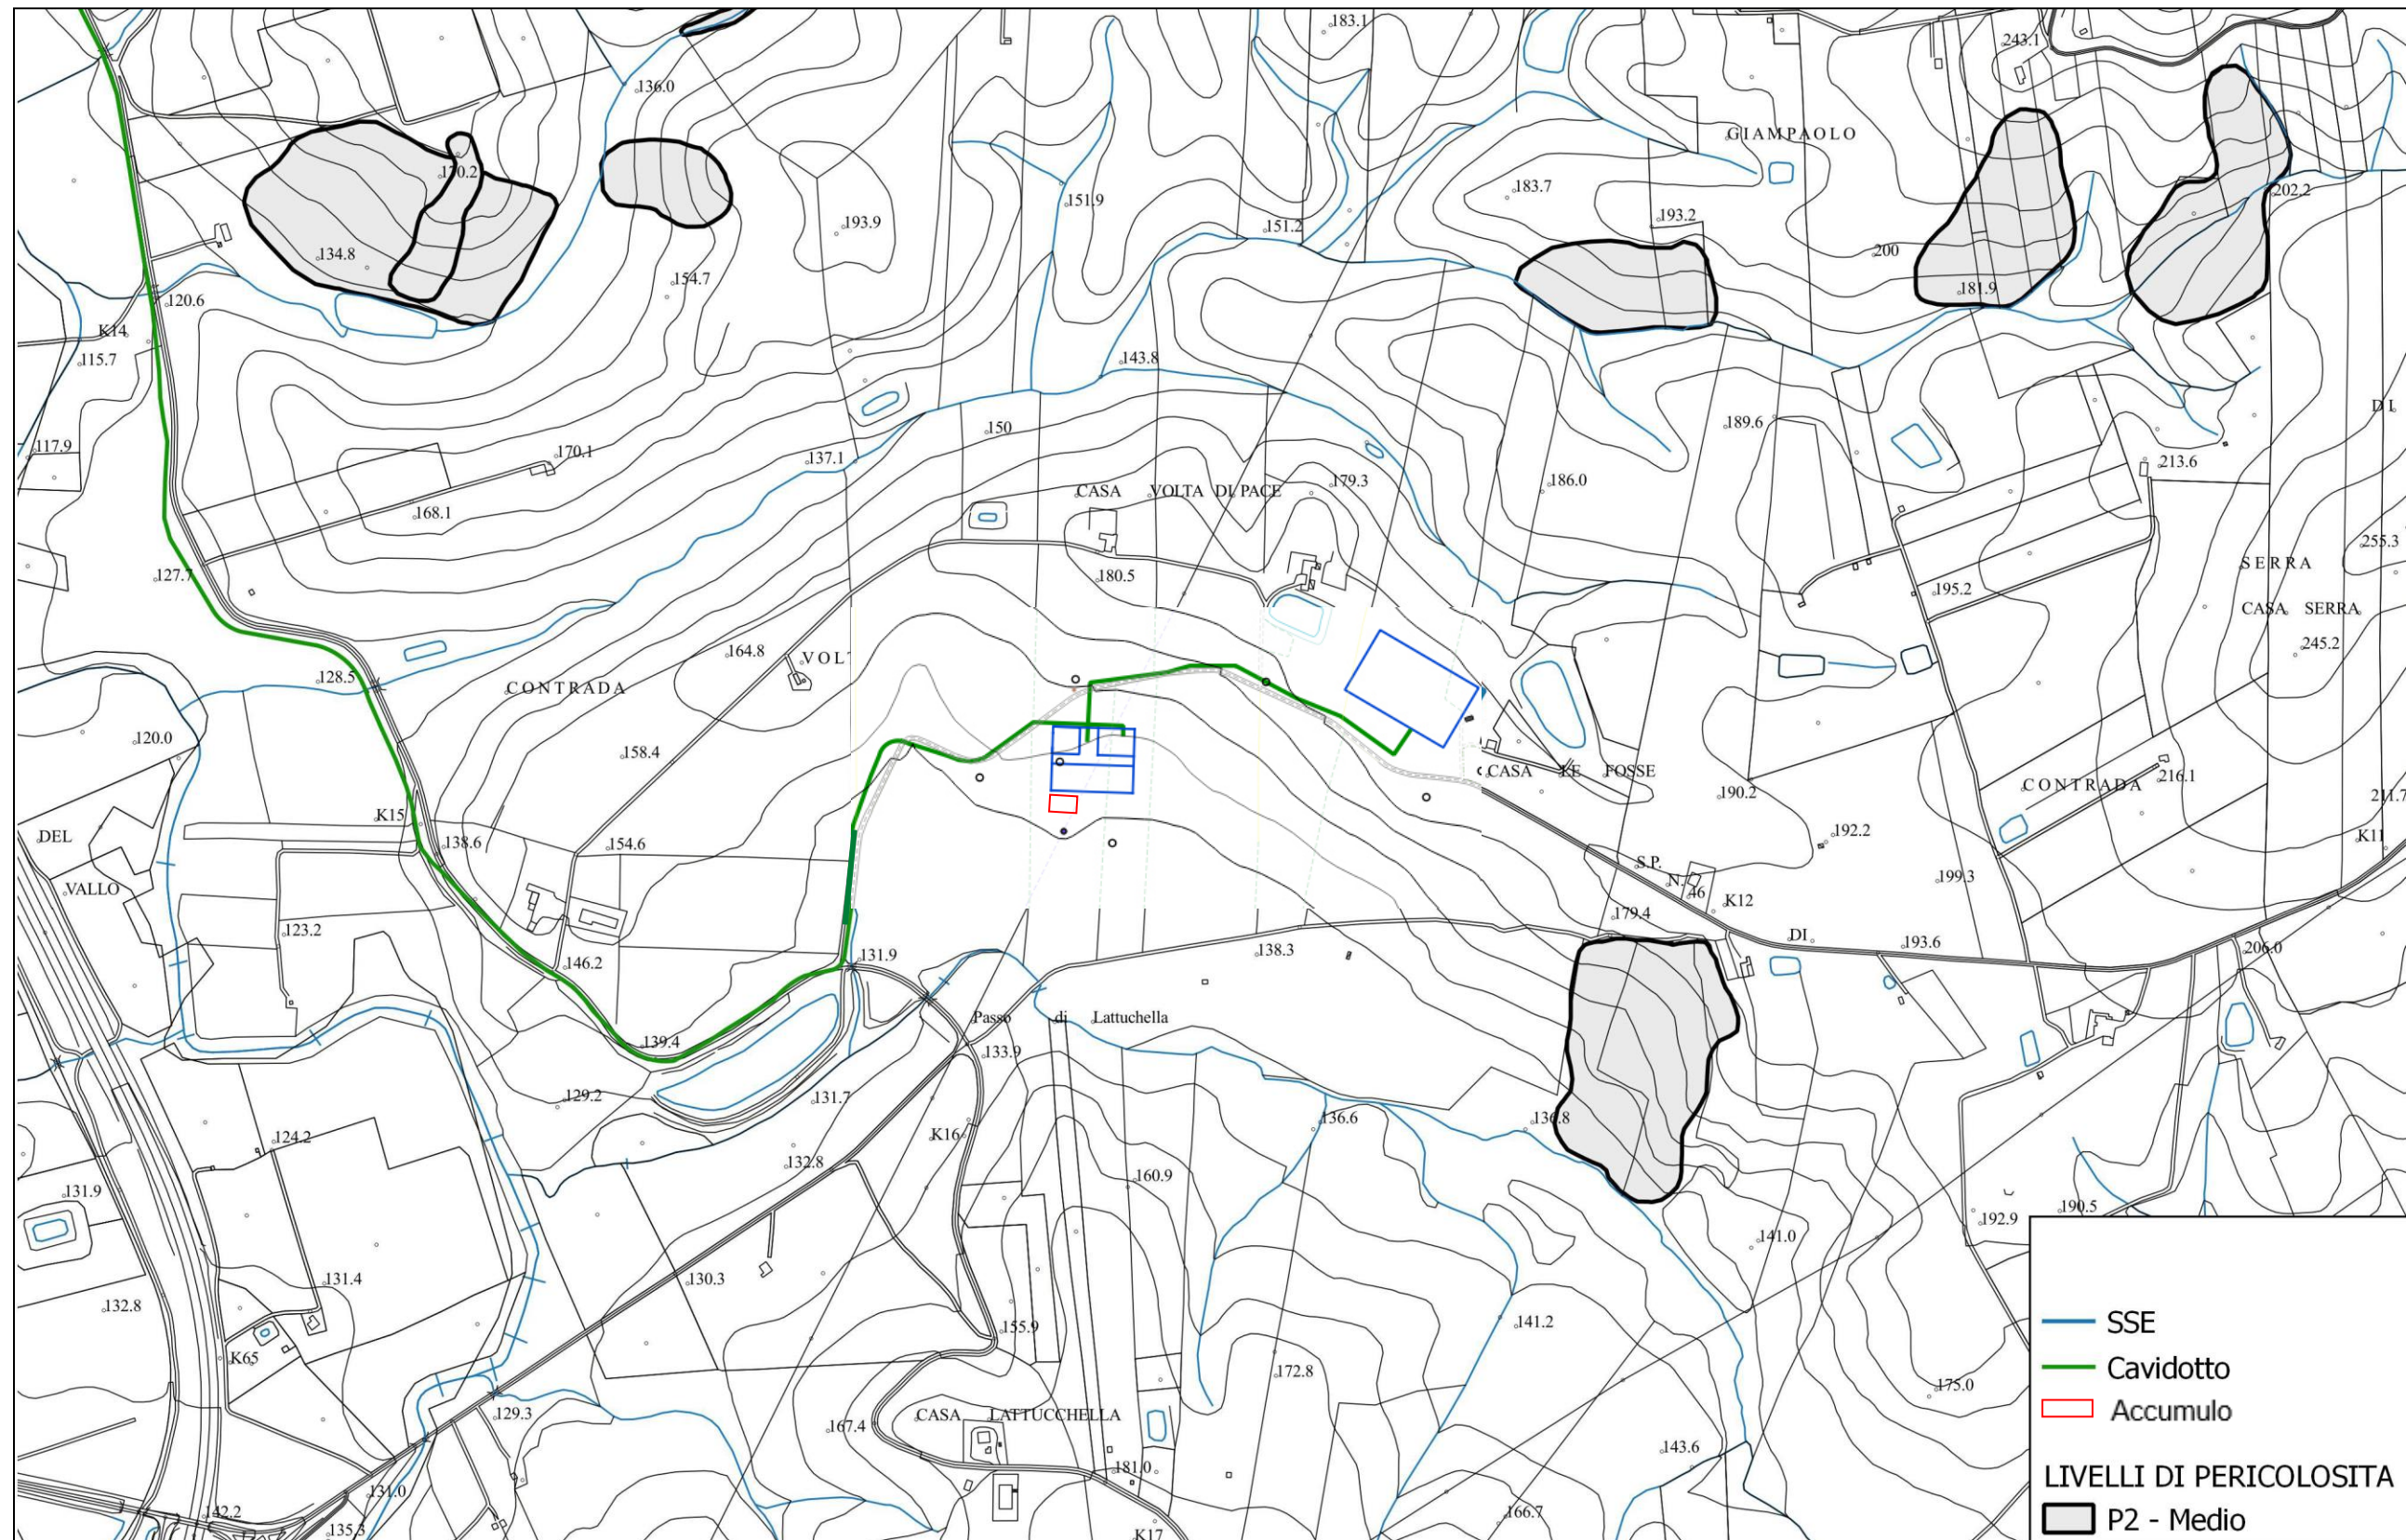 183.1
243.1
136.0
GIAMPAOLO
170.2
183.7
202.2
151.9
193.2
193.9
151.2
134.8
200
154.7
181.9
120.6
K14
115.7
143.8
DI
189.6
150
117.9
170.1
137.1
213.6
186.0
179.3
CASA VOLTA DI PACE
168.1
255.3
SERRA
127.7
180.5
195.2
CASA SERRA
245.2
164.8
VOLT
128.5
CONTRADA
120.0
158.4
CASA LE FOSSE
216.1
CONTRADA
190.2
211.7
K15
192.2
DEL
138.6
154.6
K11
S.P.
N.
46
199.3
VALLO
K12
179.4
123.2
DI
193.6
206.0
131.9
138.3
146.2
Passo di Lattuchella
139.4
133.9
129.2
131.7
136.6
136.8
124.2
K16
132.8
160.9
131.9
192.9
190.5
141.0
131.4
130.3
132.8
141.2
155.9
K65
172.8
175.0
129.3
CASA LATTUCCHELLA
167.4
143.6
181.0
131.0
142.2
166.7
135.3
K17
SSE
Cavidotto
Accumulo
LIVELLI DI PERICOLOSITA
P2 - Medio